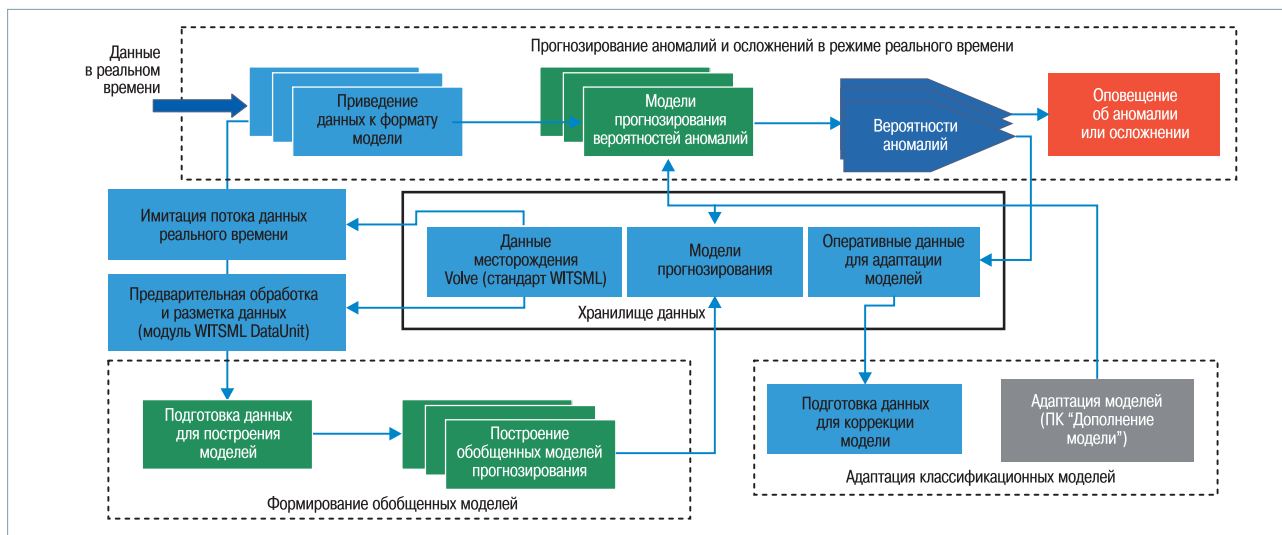 Прогнозирование аномалий и осложнений в режиме реального времени
Данные
в реальном
времени
Приведение
данных к формату
модели
Модели
прогнозирования
вероятностей аномалий
Вероятности
аномалий
Оповещение
об аномалии
или осложнении
Имитация потока данных
реального времени
Данные
месторождения
Volve (стандарт WITSML)
Модели
прогнозирования
Оперативные данные
для адаптации
моделей
Хранилище данных
Предварительная обработка
и разметка данных
(модуль WITSML DataUnit)
Подготовка данных
для построения
моделей
Построение
обобщенных моделей
прогнозирования
Формирование обобщенных моделей
Подготовка данных
для коррекции
модели
Адаптация моделей
(ПК “Дополнение
модели”)
Адаптация классификационных моделей